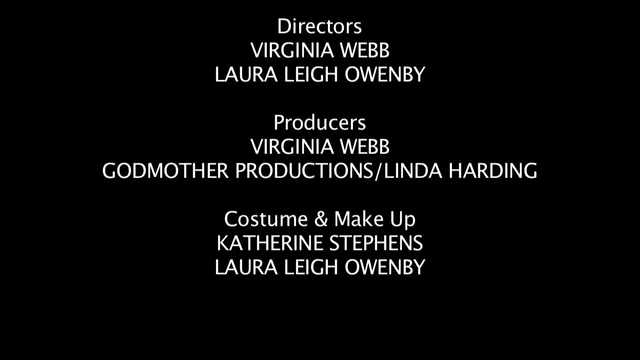 Directors
VIRGINIA WEBB
LAURA LEIGH OWENBY
Producers
VIRGINIA WEBB
GODMOTHER PRODUCTIONS/LINDA HARDING
Costume & Make Up
KATHERINE STEPHENS
LAURA LEIGH OWENBY